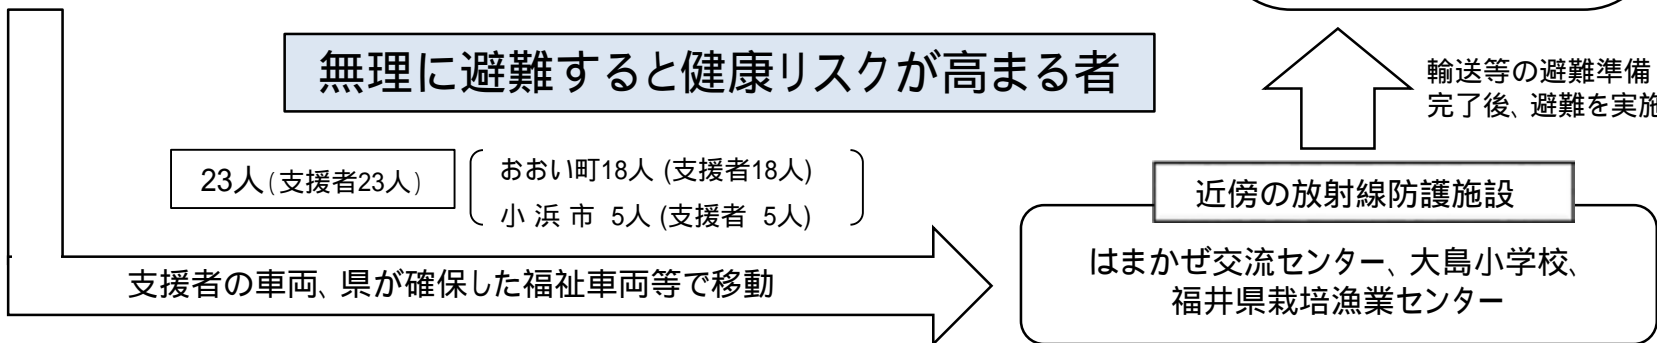 無理に避難すると健康リスクが高まる者
輸送等の避難準備
完了後、避難を実施
23人(支援者23人)
おおい町18人 (支援者18人)
小 浜 市 5人 (支援者 5人)
近傍の放射線防護施設
支援者の車両、県が確保した福祉車両等で移動
はまかぜ交流センター、大島小学校、
福井県栽培漁業センター